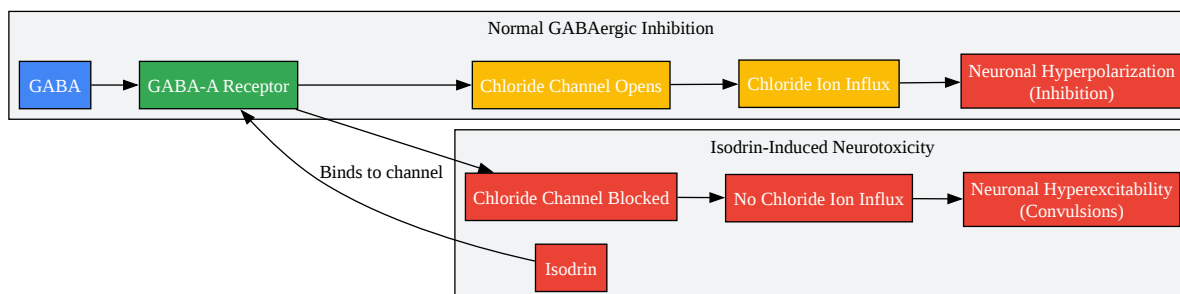 Normal GABAergic Inhibition
GABA
GABA-A Receptor
Chloride Channel Opens
Chloride Ion Influx
Neuronal Hyperpolarization
(Inhibition)
Isodrin-Induced Neurotoxicity
Binds to channel
Chloride Channel Blocked
No Chloride Ion Influx
Neuronal Hyperexcitability
(Convulsions)
Isodrin